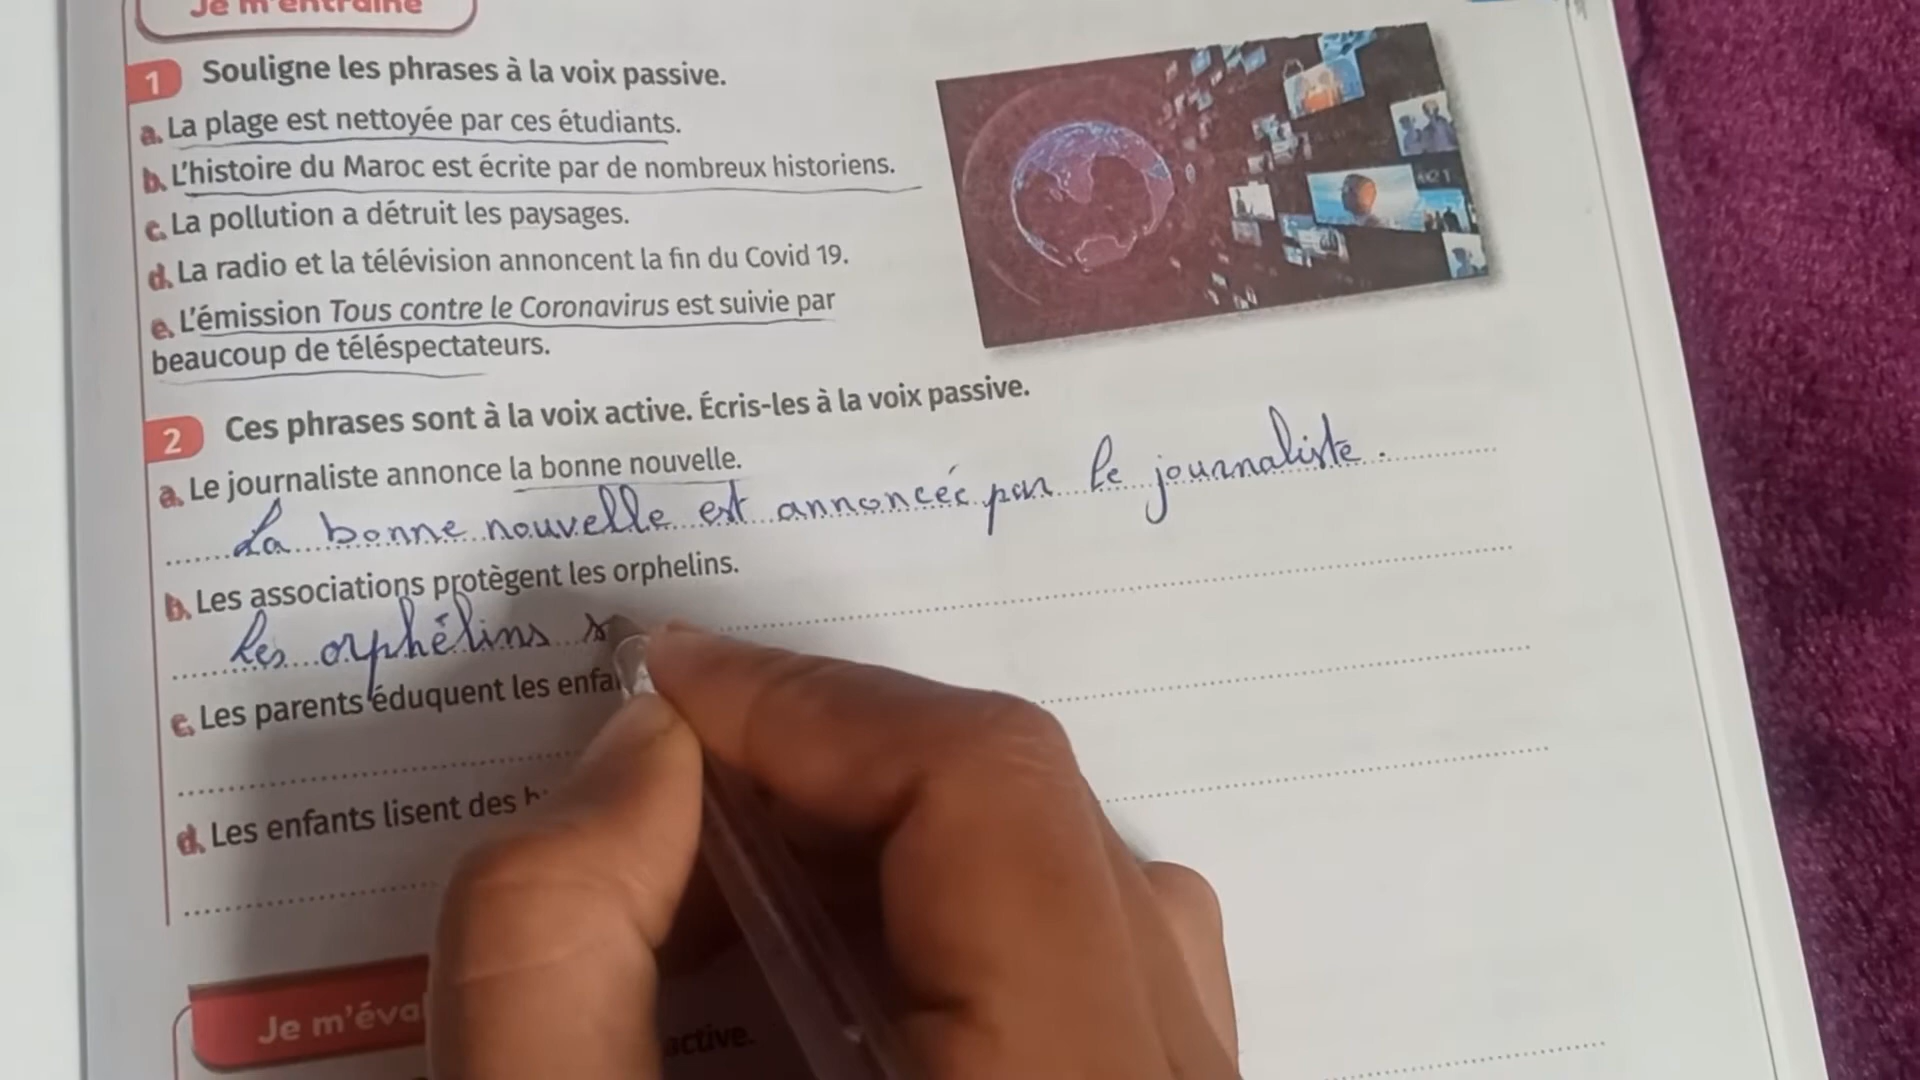 Je m'entraîne
1 Souligne les phrases à la voix passive.
a. La plage est nettoyée par ces étudiants.
b. L'histoire du Maroc est écrite par de nombreux historiens.
c. La pollution a détruit les paysages.
d. La radio et la télévision annoncent la fin du Covid 19.
e. L'émission Tous contre le Coronavirus est suivie par
beaucoup de téléspectateurs.
2 Ces phrases sont à la voix active. Écris-les à la voix passive.
a. Le journaliste annonce la bonne nouvelle.
La bonne nouvelle est annoncée par le journaliste.
b. Les associations protègent les orphelins.
Les orphélins s
c. Les parents éduquent les enfa
d. Les enfants lisent des
Je m'éva
active.